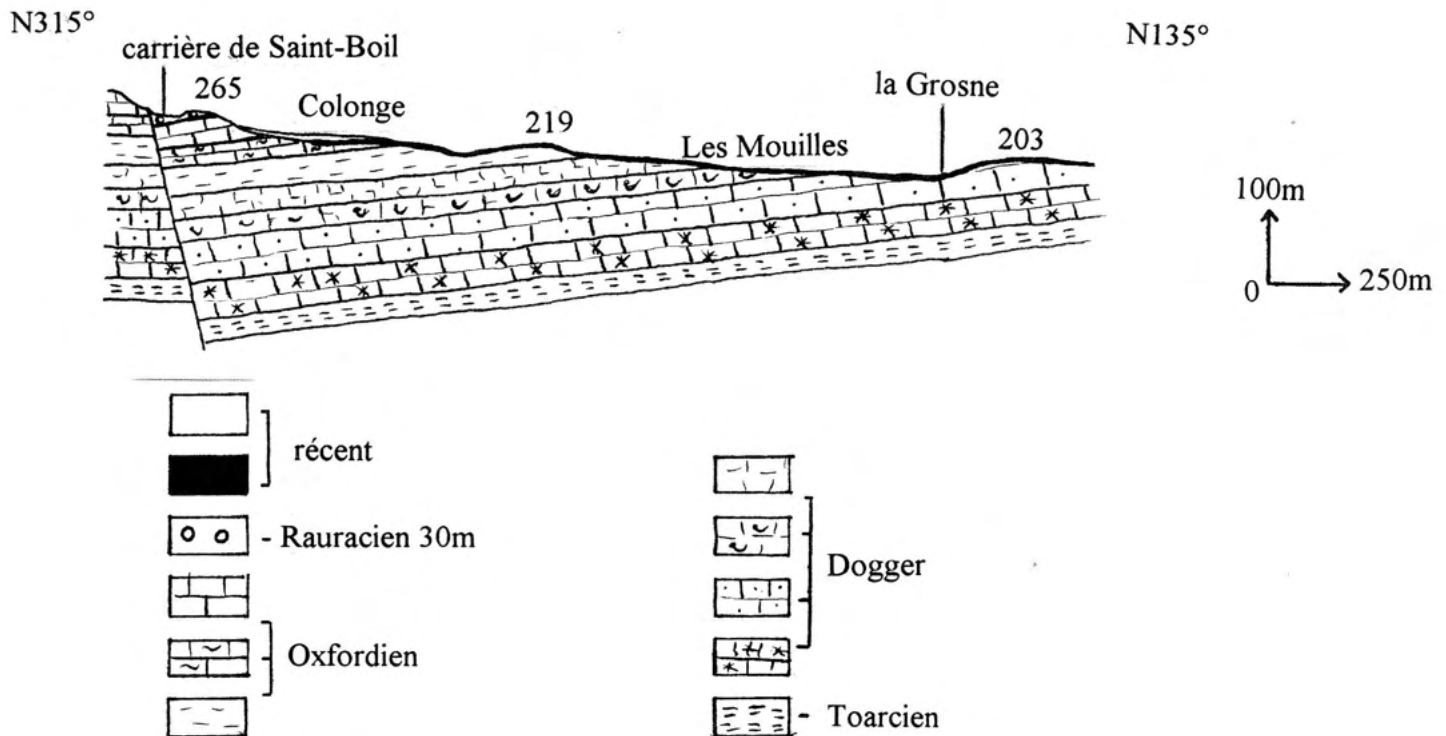 N315°
N135°
carrière de Saint-Boil
265
Colonge
219
Les Mouilles
la Grosne
203
100m
0
250m
récent
- Rauracien 30m
Oxfordien
Dogger
- Toarcien